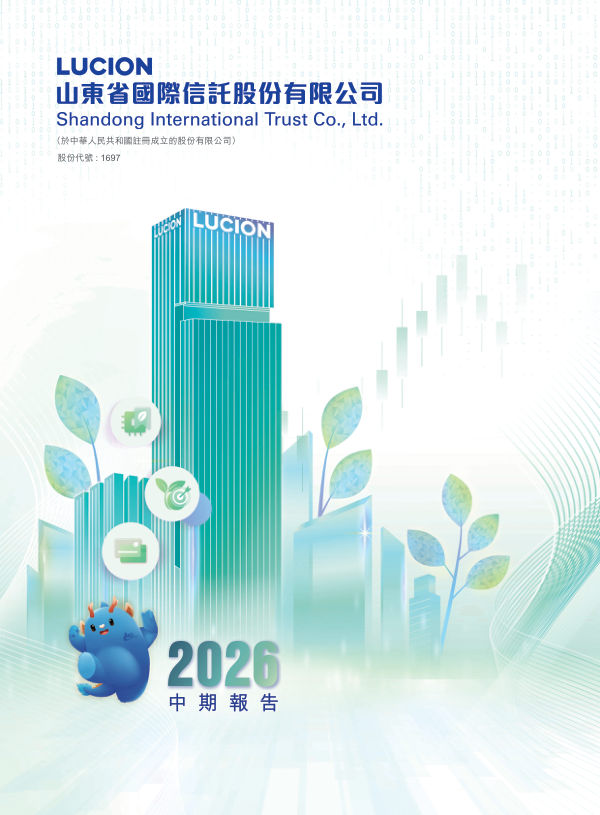 LUCION
山東省國際信託股份有限公司
Shandong International Trust Co., Ltd.
（於中華人民共和國註冊成立的股份有限公司）
股份代號 : 1697
LUCION LUCION
2026
中期報告